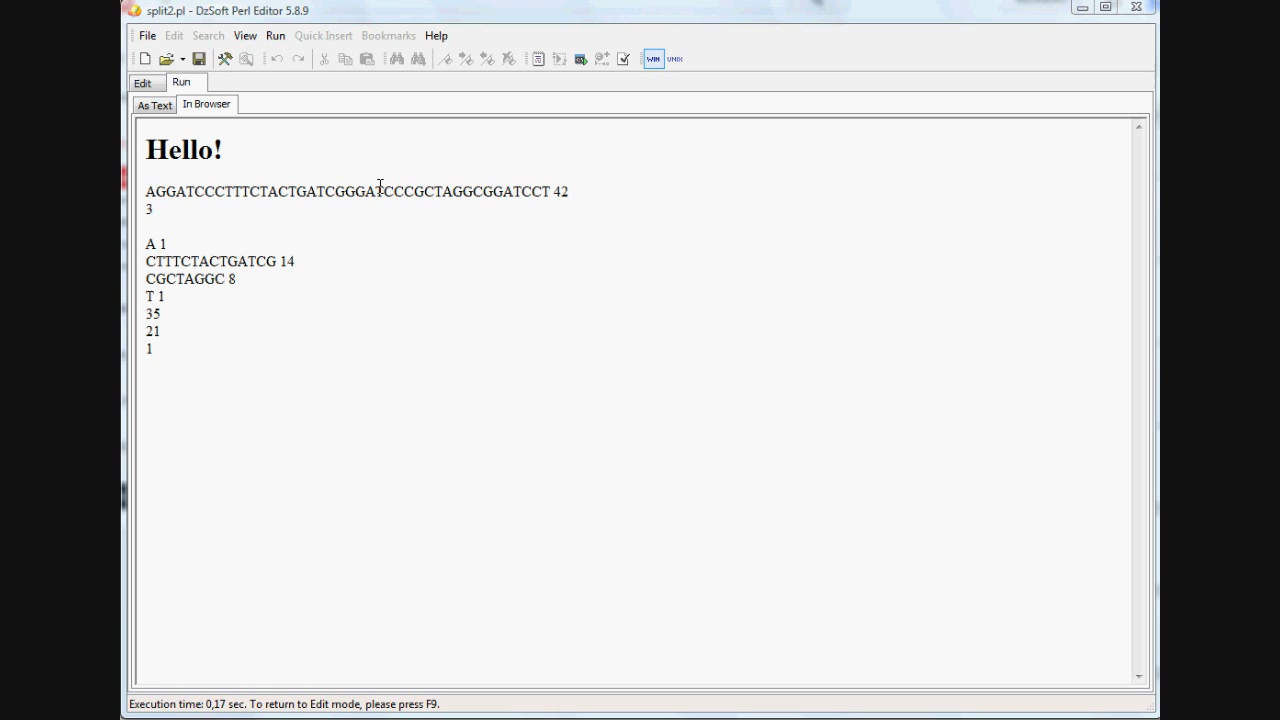 split2.pl - DzSoft Perl Editor 5.8.9
File Edit Search View Run Quick Insert Bookmarks Help
WIN UNIX
Edit Run
As Text In Browser
Hello!
AGGATCCCTTTCTACTGATCGGGATCCCGCTAGGCGGATCCT 42
3
A 1
CTTTCTACTGATCG 14
CGCTAGGC 8
T 1
35
21
1
Execution time: 0,17 sec. To return to Edit mode, please press F9.